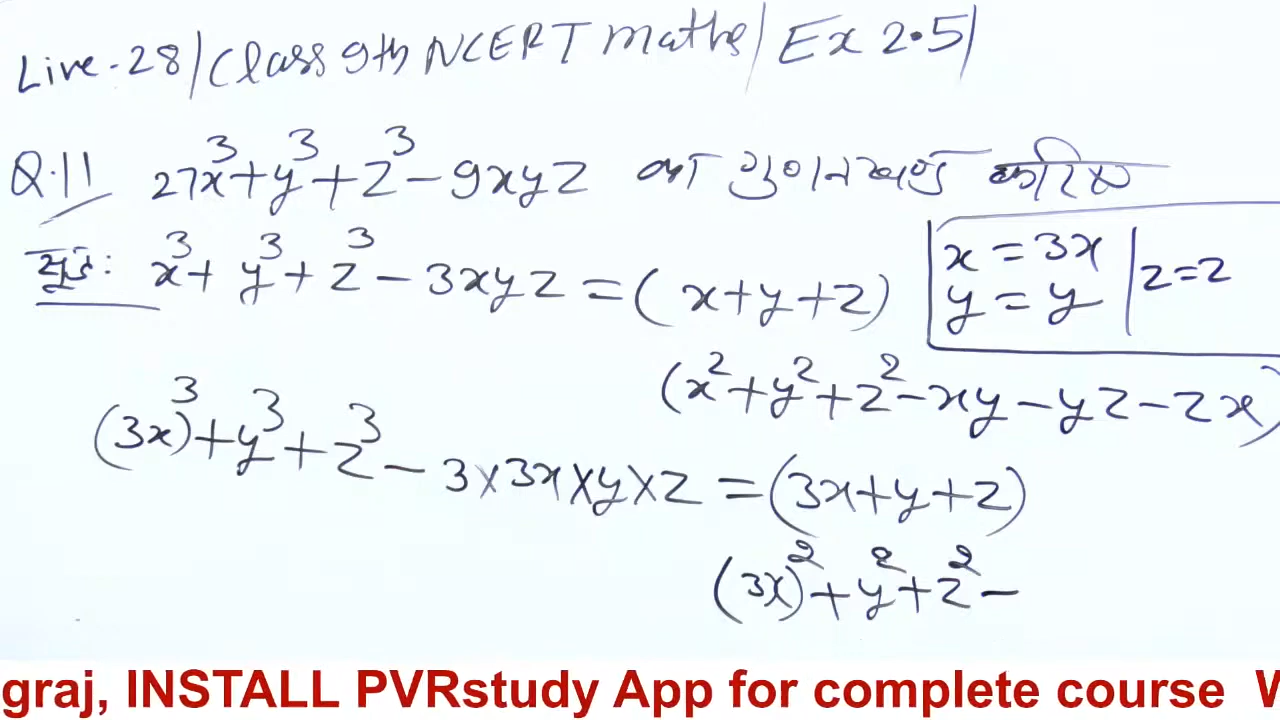 Live-28/Class 9th NCERT maths/Ex 2.5/
Q.11 27x³+y³+z³-9xyz का गुणनखण्ड करिए
सूत्र: x³+y³+z³-3xyz=(x+y+z)
(x²+y²+z²-xy-yz-zx)
x=3x | z=z
y=y
(3x)³+y³+z³-3×3x×y×z=(3x+y+z)
(3x)²+y²+z²-
graj, INSTALL PVRstudy App for complete course W